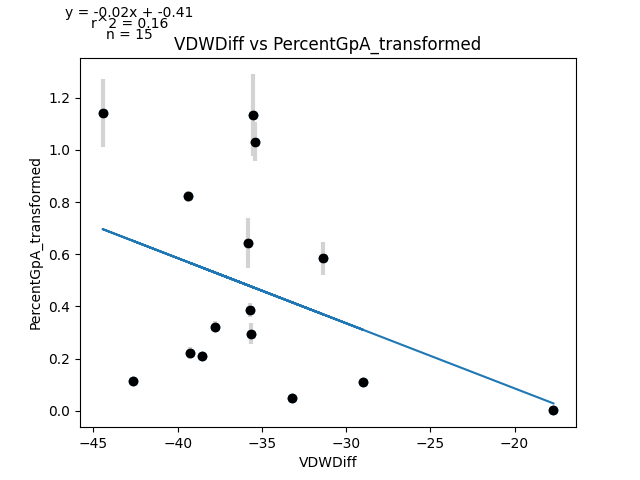 y = -0.02x + -0.41
r^2 = 0.16
n = 15
VDWDiff vs PercentGpA_transformed
PercentGpA_transformed
1.2
1.0
0.8
0.6
0.4
0.2
0.0
−45 −40 −35 −30 −25 −20
VDWDiff